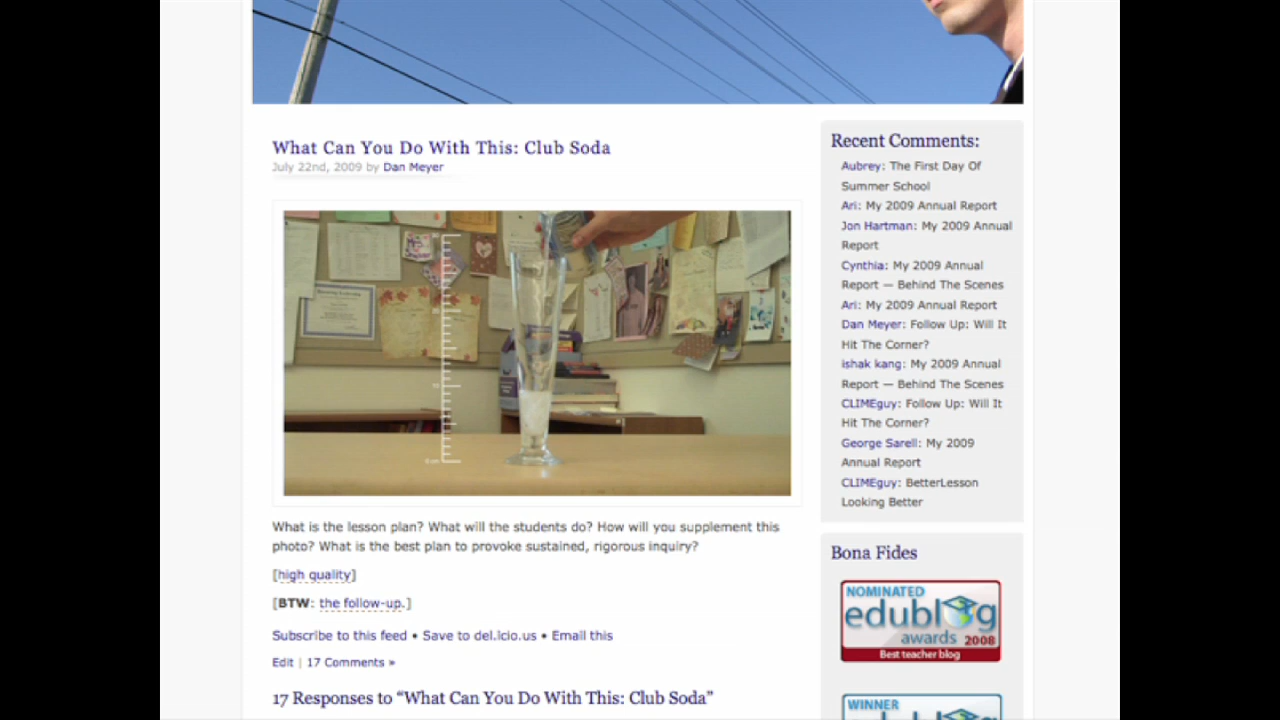 What Can You Do With This: Club Soda
July 22nd, 2009 by Dan Meyer
What is the lesson plan? What will the students do? How will you supplement this
photo? What is the best plan to provoke sustained, rigorous inquiry?
[high quality]
[BTW: the follow-up.]
Subscribe to this feed • Save to del.icio.us • Email this
Edit | 17 Comments »
17 Responses to “What Can You Do With This: Club Soda”
Recent Comments:
Aubrey: The First Day Of
Summer School
Ari: My 2009 Annual Report
Jon Hartman: My 2009 Annual
Report
Cynthia: My 2009 Annual
Report — Behind The Scenes
Ari: My 2009 Annual Report
Dan Meyer: Follow Up: Will It
Hit The Corner?
ishak kang: My 2009 Annual
Report — Behind The Scenes
CLIMEguy: Follow Up: Will It
Hit The Corner?
George Sarell: My 2009
Annual Report
CLIMEguy: BetterLesson
Looking Better
Bona Fides
NOMINATED
edublog
awards 2008
Best teacher blog
WINNER